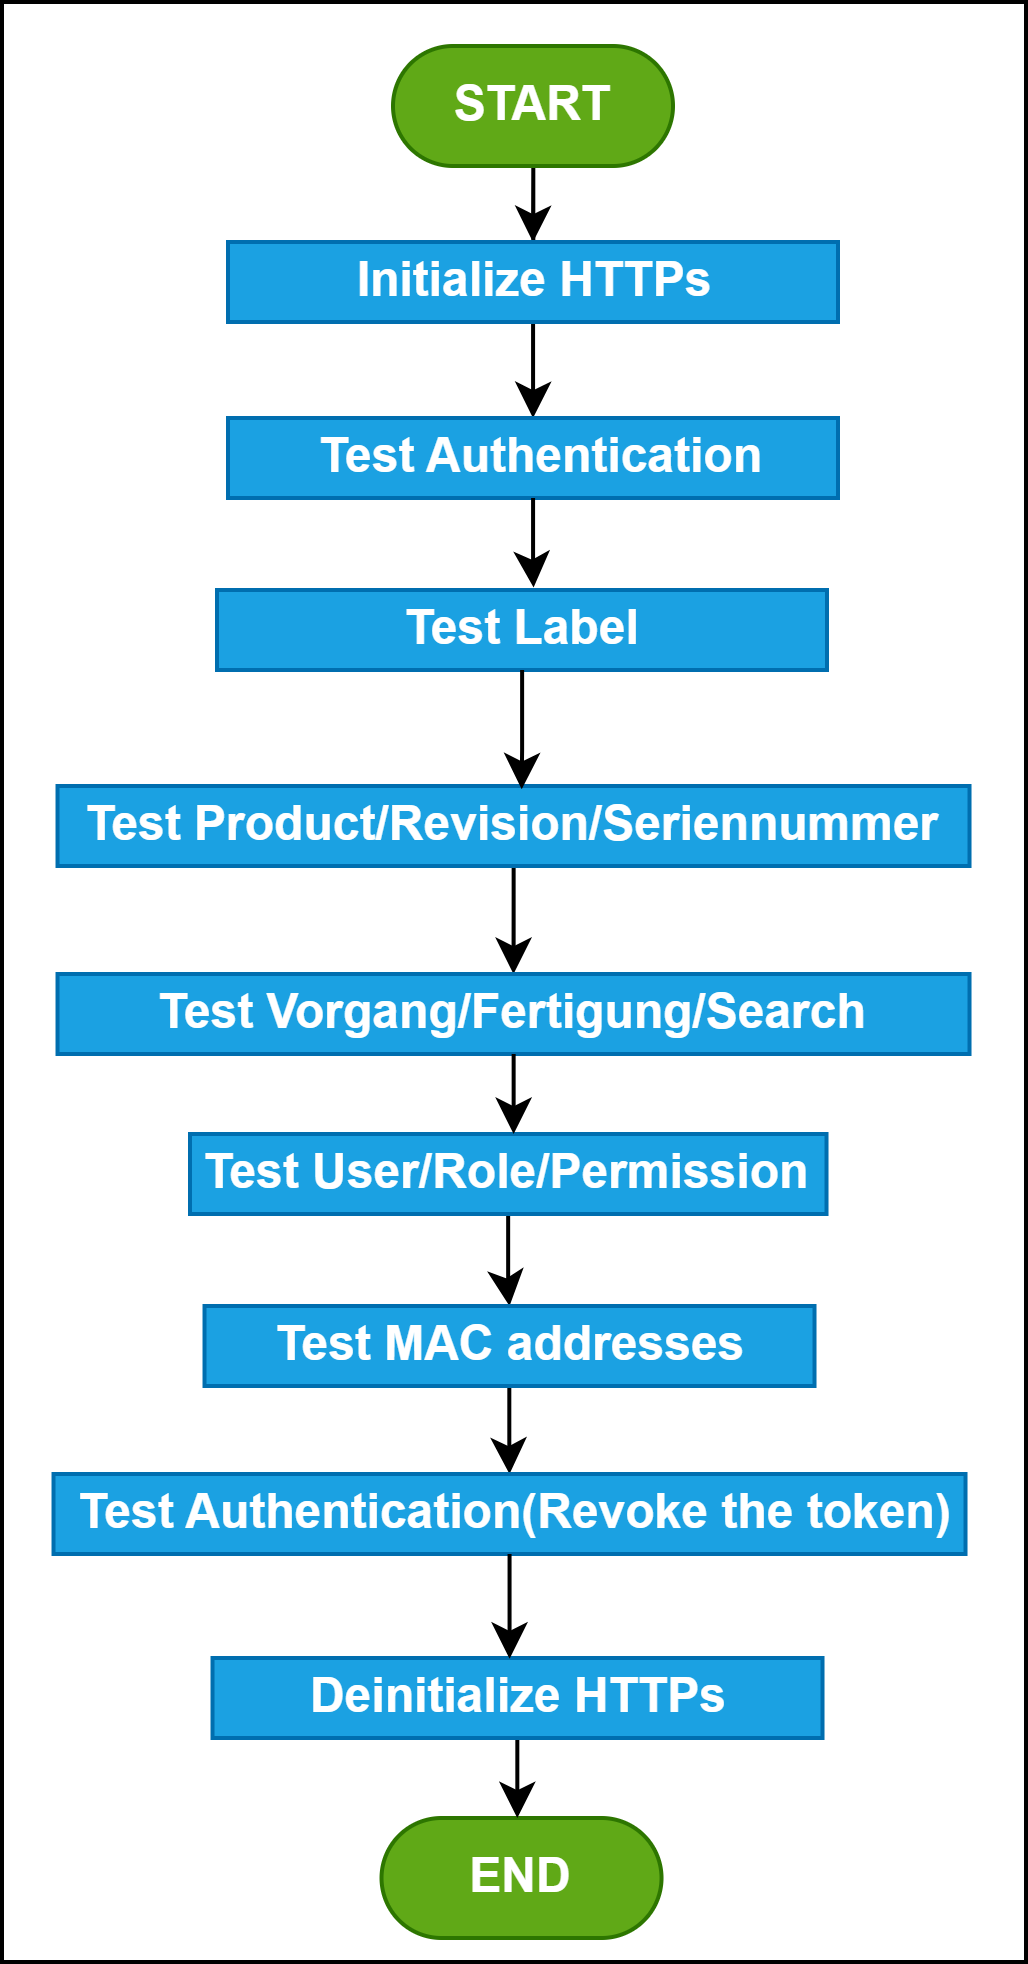 START
Initialize HTTPs
Test Authentication
Test Label
Test Product/Revision/Seriennummer
Test Vorgang/Fertigung/Search
Test User/Role/Permission
Test MAC addresses
Test Authentication(Revoke the token)
Deinitialize HTTPs
END